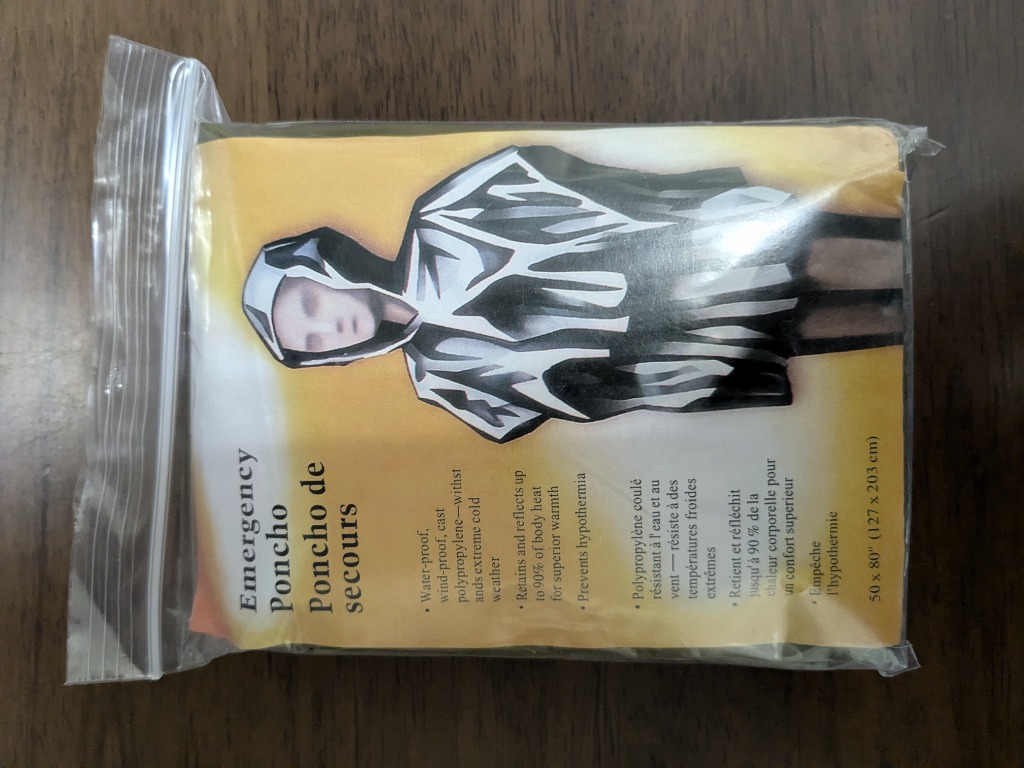 Emergency
Poncho
Poncho de
secours
• Water-proof,
wind-proof, cast
polypropylene—withst
ands extreme cold
weather
• Retains and reflects up
to 90% of body heat
for superior warmth
• Prevents hypothermia
• Polypropylène coulé
résistant à l'eau et au
vent — résiste à des
températures froides
extrêmes
• Retient et réfléchit
jusqu'à 90 % de la
chaleur corporelle pour
un confort superieur
• Empêche
l'hypothermie
50 x 80" (127 x 203 cm)